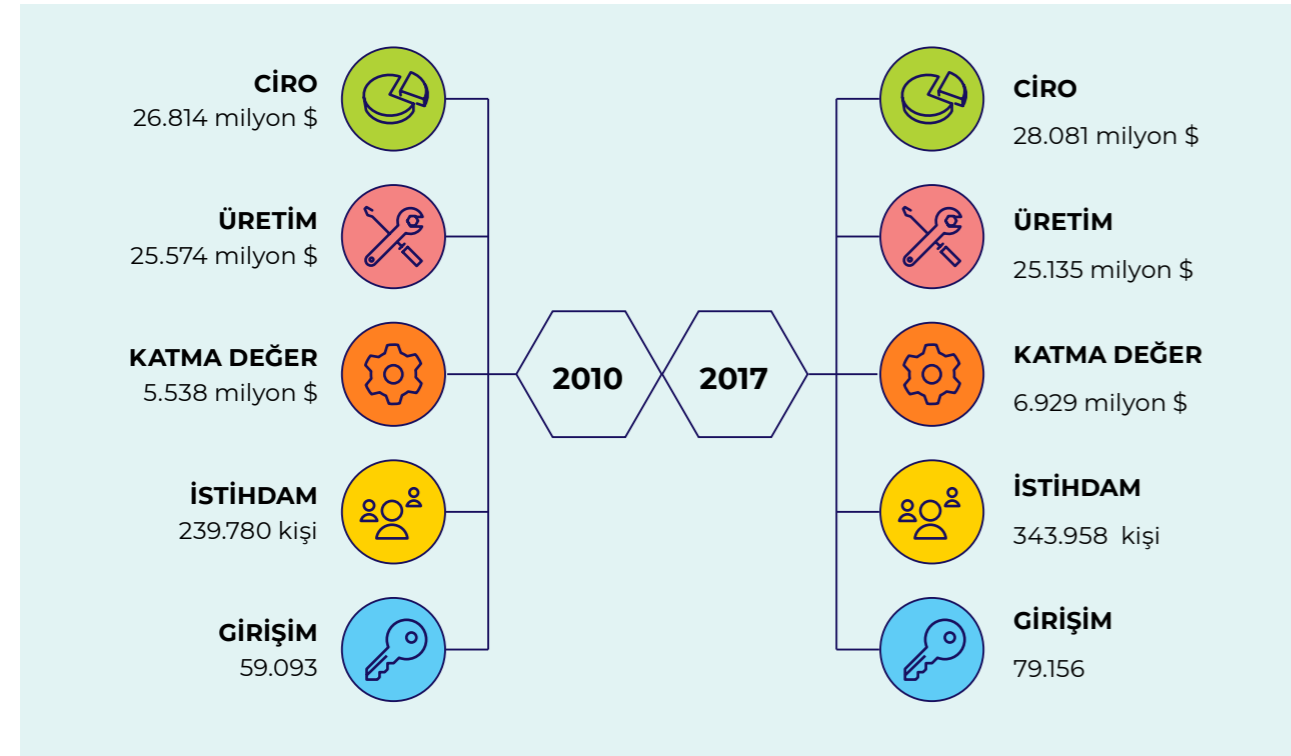 CİRO
26.814 milyon $
ÜRETİM
25.574 milyon $
KATMA DEĞER
5.538 milyon $
İSTİHDAM
239.780 kişi
GİRİŞİM
59.093
2010
2017
CİRO
28.081 milyon $
ÜRETİM
25.135 milyon $
KATMA DEĞER
6.929 milyon $
İSTİHDAM
343.958 kişi
GİRİŞİM
79.156